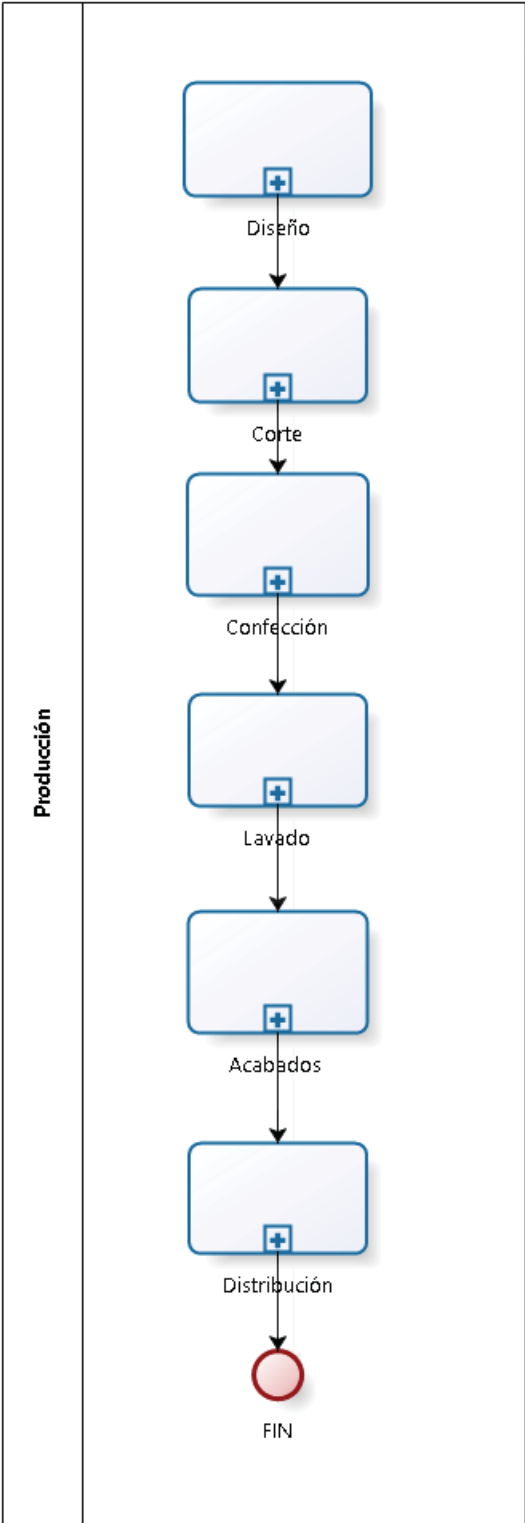 Producción
Diseño
Corte
Confección
Lavado
Acabados
Distribución
FIN